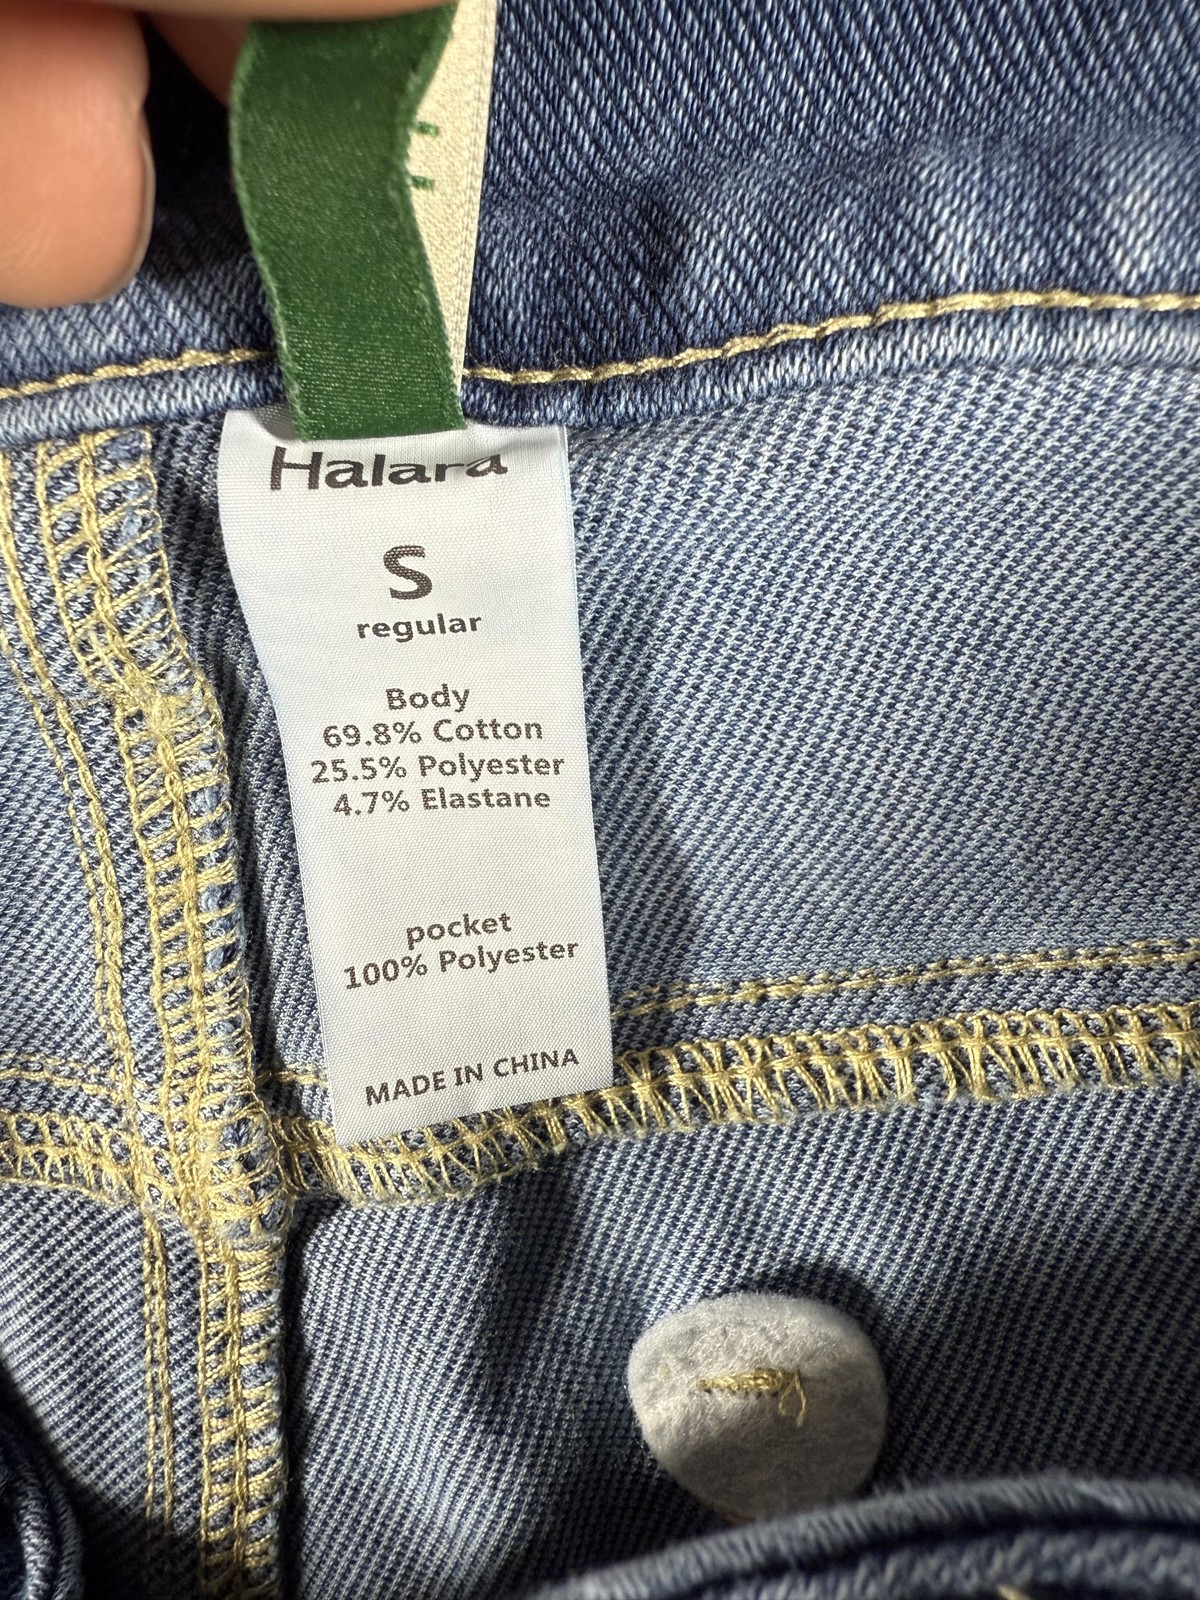 Halara
S
regular
Body
69.8% Cotton
25.5% Polyester
4.7% Elastane
pocket
100% Polyester
MADE IN CHINA